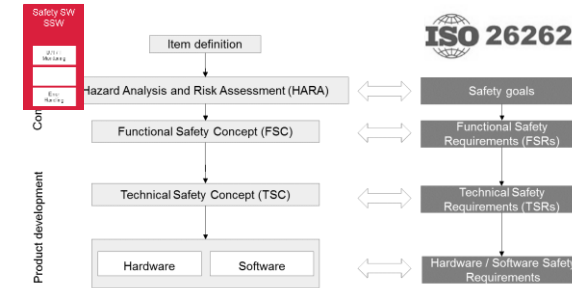 Safety SW
SSW
Monitoring
Error
Handling
Item definition
ISO 26262
Hazard Analysis and Risk Assessment (HARA)
Safety goals
Functional Safety Concept (FSC)
Functional Safety
Requirements (FSRs)
Technical Safety Concept (TSC)
Technical Safety
Requirements (TSRs)
Product development
Hardware
Software
Hardware / Software Safety
Requirements